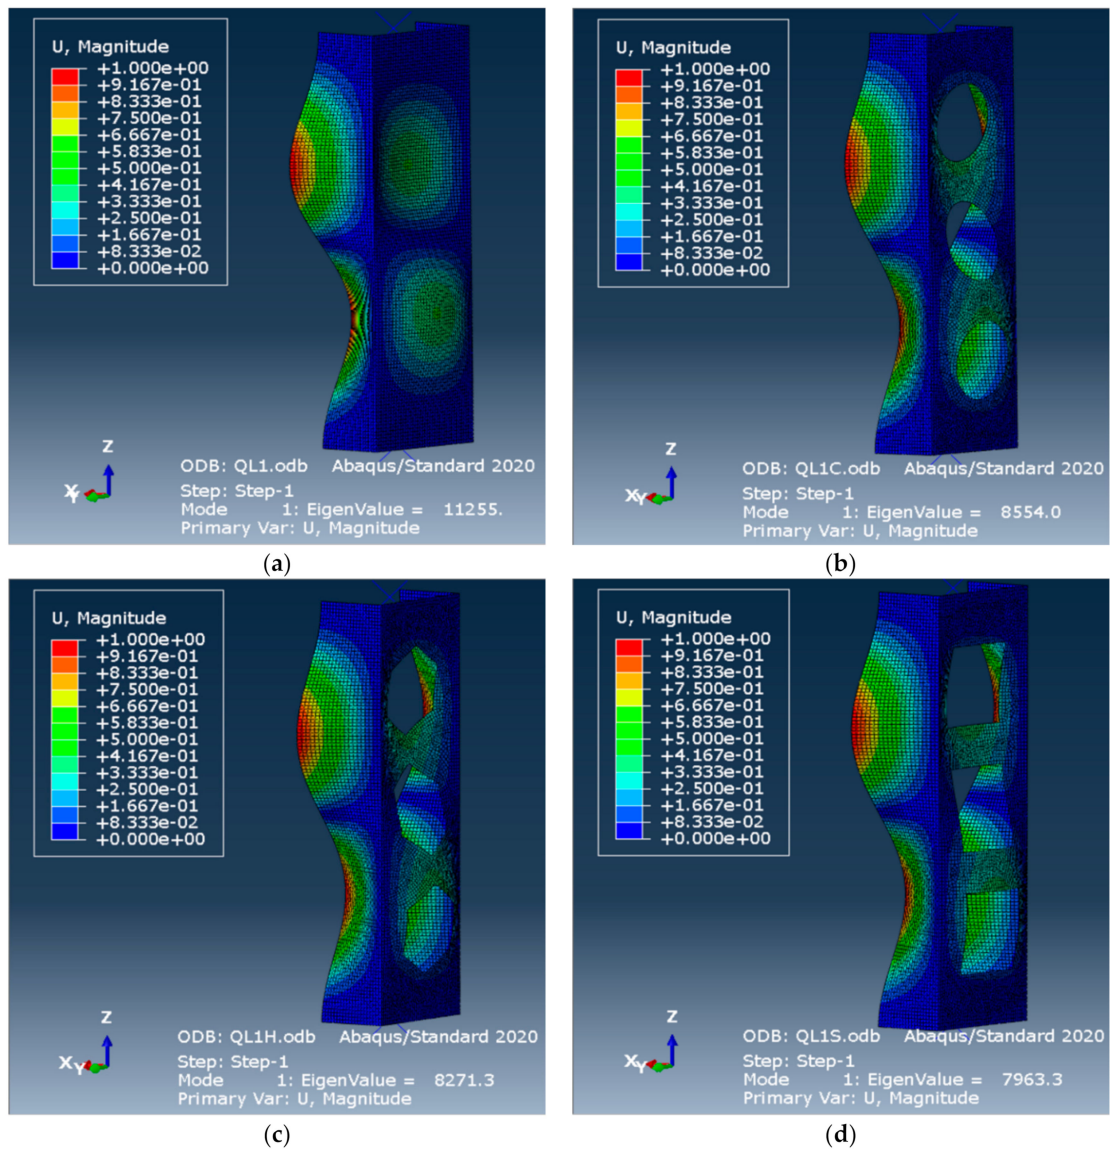 U, Magnitude
+1.000e+00
+9.167e-01
+8.333e-01
+7.500e-01
+6.667e-01
+5.833e-01
+5.000e-01
+4.167e-01
+3.333e-01
+2.500e-01
+1.667e-01
+8.333e-02
+0.000e+00
Z
X
Y
ODB: QL1.odb Abaqus/Standard 2020
Step: Step-1
Mode 1: EigenValue = 11255.
Primary Var: U, Magnitude
(a)
U, Magnitude
+1.000e+00
+9.167e-01
+8.333e-01
+7.500e-01
+6.667e-01
+5.833e-01
+5.000e-01
+4.167e-01
+3.333e-01
+2.500e-01
+1.667e-01
+8.333e-02
+0.000e+00
Z
X
Y
ODB: QL1C.odb Abaqus/Standard 2020
Step: Step-1
Mode 1: EigenValue = 8554.0
Primary Var: U, Magnitude
(b)
U, Magnitude
+1.000e+00
+9.167e-01
+8.333e-01
+7.500e-01
+6.667e-01
+5.833e-01
+5.000e-01
+4.167e-01
+3.333e-01
+2.500e-01
+1.667e-01
+8.333e-02
+0.000e+00
Z
X
Y
ODB: QL1H.odb Abaqus/Standard 2020
Step: Step-1
Mode 1: EigenValue = 8271.3
Primary Var: U, Magnitude
(c)
U, Magnitude
+1.000e+00
+9.167e-01
+8.333e-01
+7.500e-01
+6.667e-01
+5.833e-01
+5.000e-01
+4.167e-01
+3.333e-01
+2.500e-01
+1.667e-01
+8.333e-02
+0.000e+00
Z
X
Y
ODB: QL1S.odb Abaqus/Standard 2020
Step: Step-1
Mode 1: EigenValue = 7963.3
Primary Var: U, Magnitude
(d)